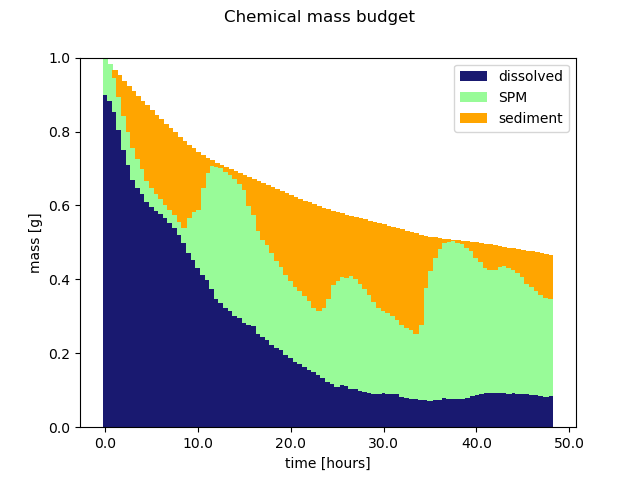 Chemical mass budget
1.0
0.8
0.6
0.4
0.2
0.0
mass [g]
dissolved
SPM
sediment
0.0 10.0 20.0 30.0 40.0 50.0
time [hours]